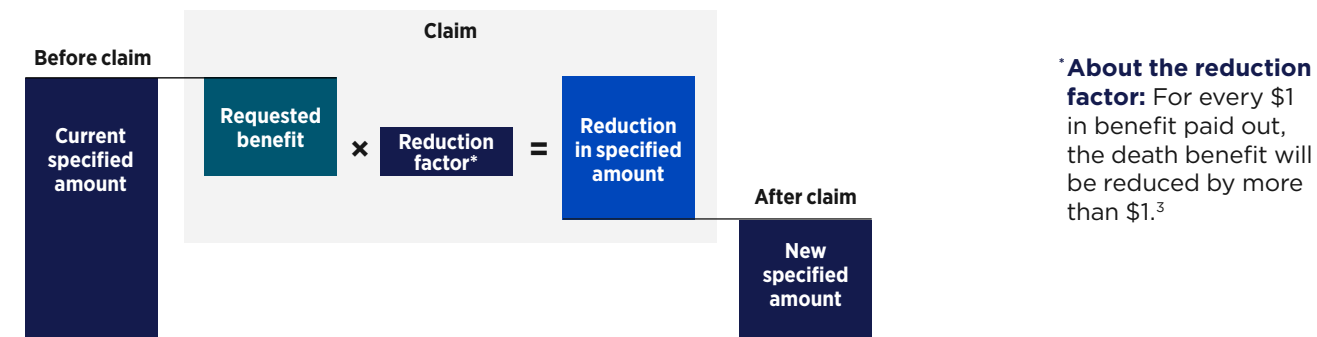 Claim
Before claim
Current
specified
amount
Requested
benefit
×
Reduction
factor*
=
Reduction
in specified
amount
After claim
New
specified
amount
*About the reduction
factor: For every $1
in benefit paid out,
the death benefit will
be reduced by more
than $1.³